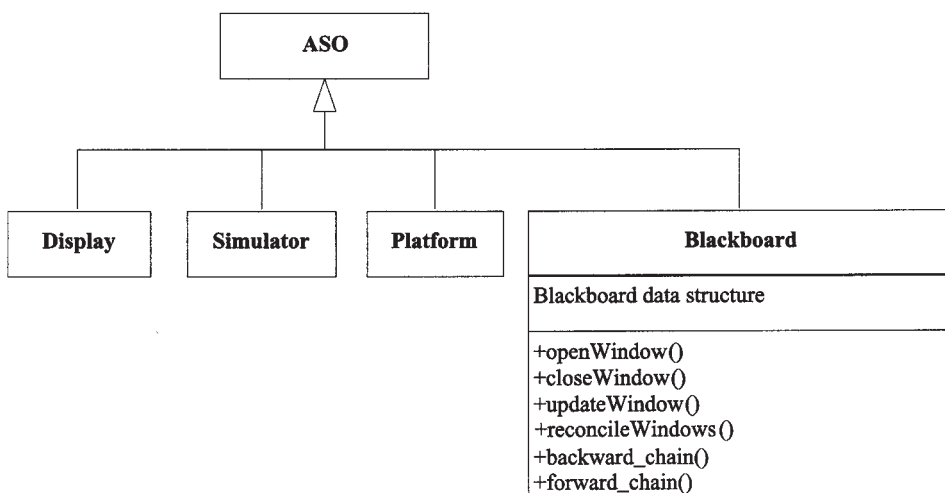 ASO
Display
Simulator
Platform
Blackboard
Blackboard data structure
+openWindow()
+closeWindow()
+updateWindow()
+reconcileWindows()
+backward_chain()
+forward_chain()